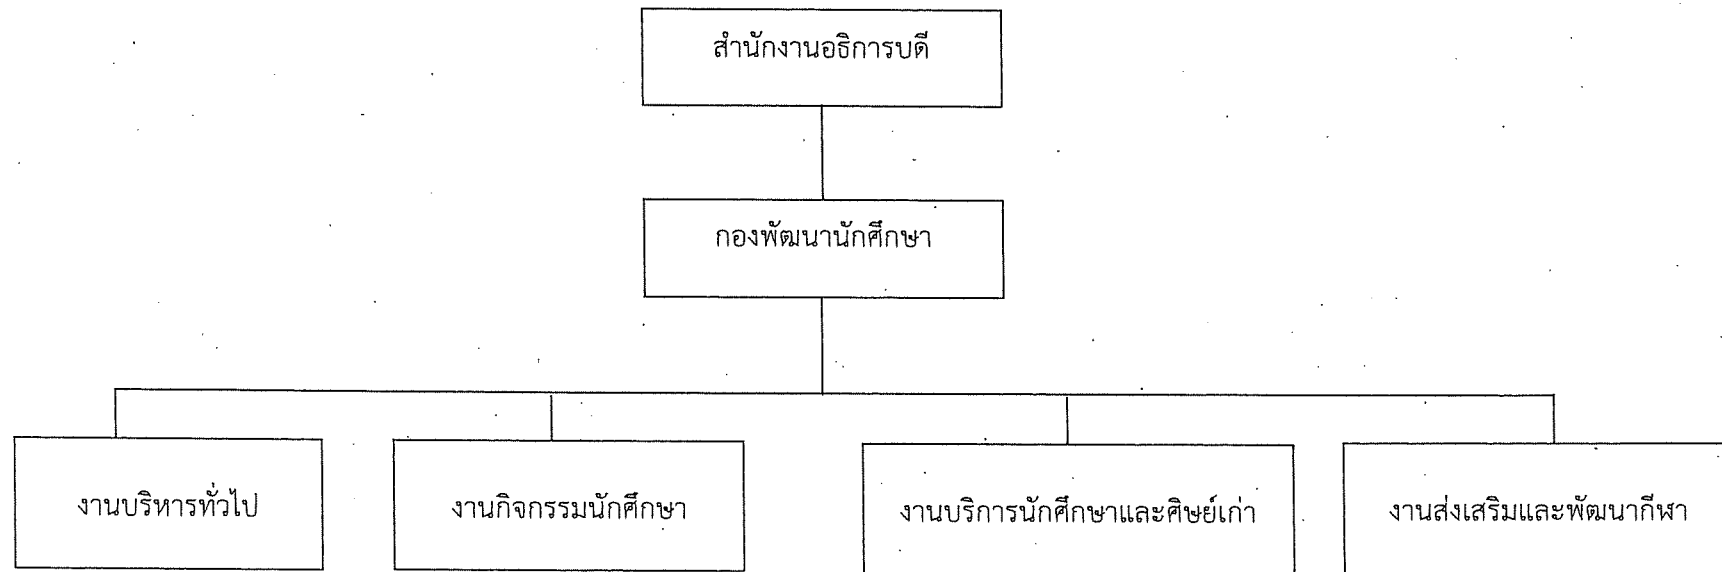 สำนักงานอธิการบดี
กองพัฒนานักศึกษา
งานบริหารทั่วไป
งานกิจกรรมนักศึกษา
งานบริการนักศึกษาและศิษย์เก่า
งานส่งเสริมและพัฒนากีฬา